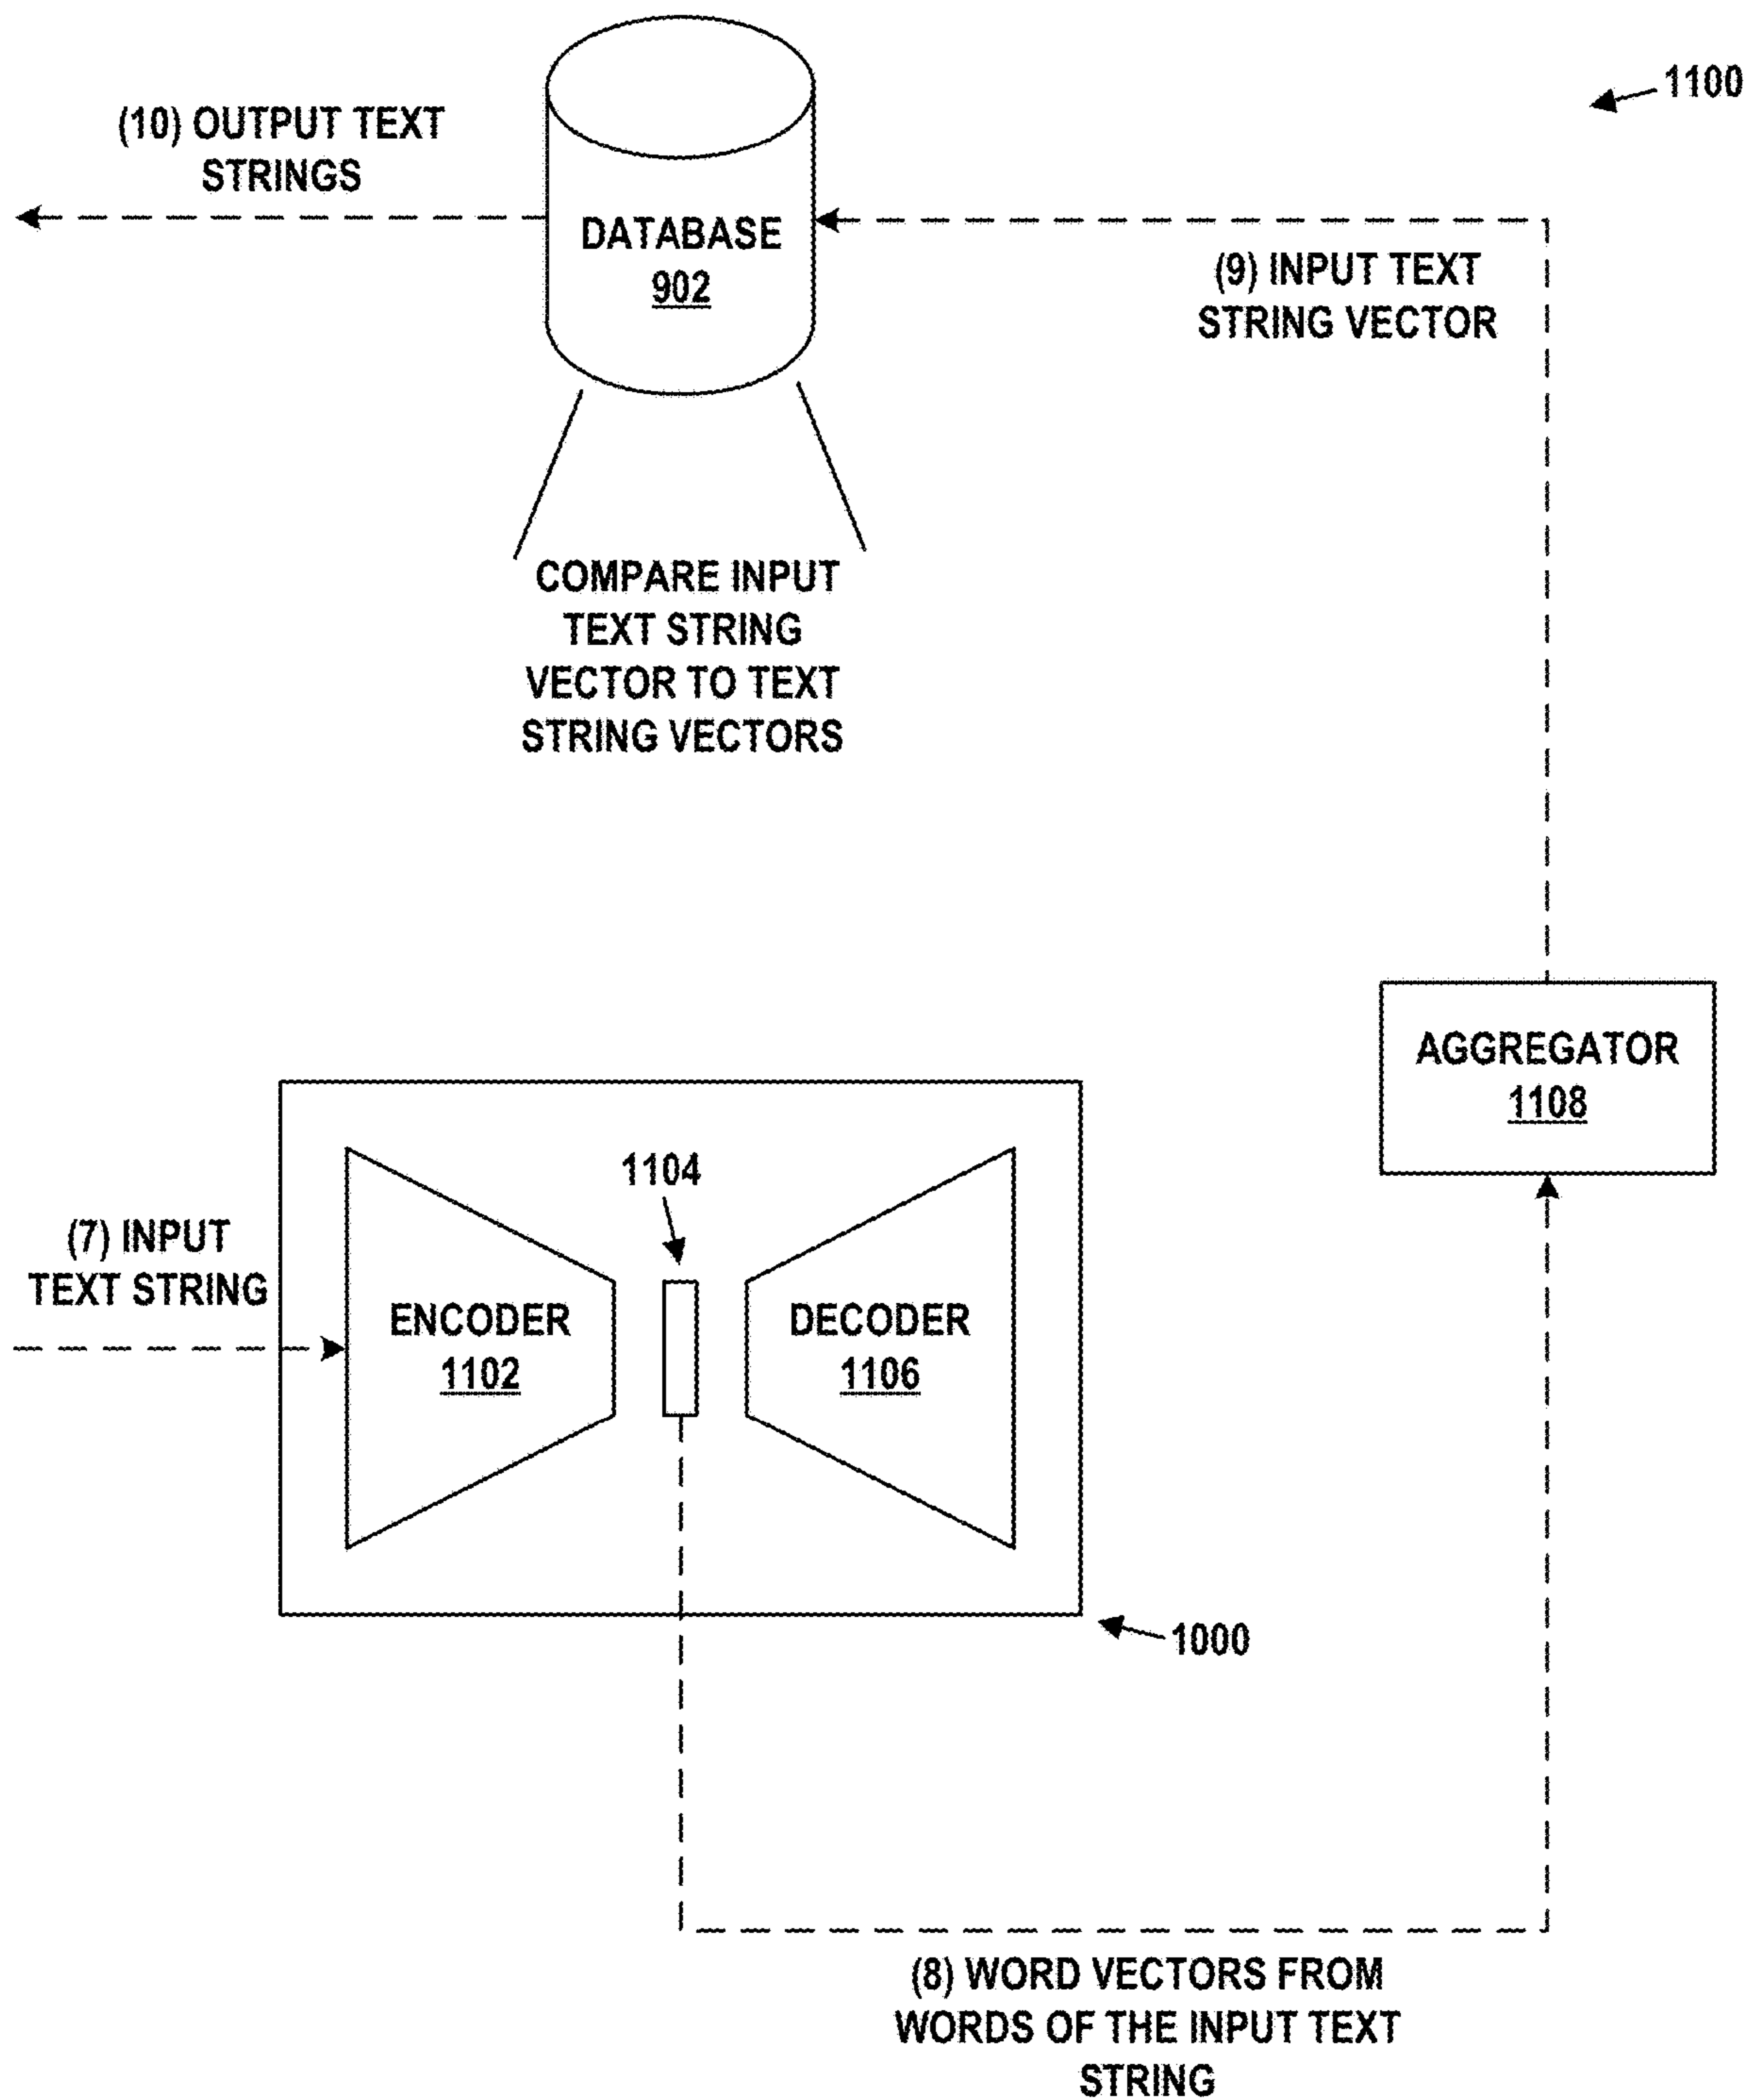 1100
(10) OUTPUT TEXT
STRINGS
DATABASE
902
(9) INPUT TEXT
STRING VECTOR
COMPARE INPUT
TEXT STRING
VECTOR TO TEXT
STRING VECTORS
AGGREGATOR
1108
1104
(7) INPUT
TEXT STRING
ENCODER
1102
DECODER
1106
1000
(8) WORD VECTORS FROM
WORDS OF THE INPUT TEXT
STRING